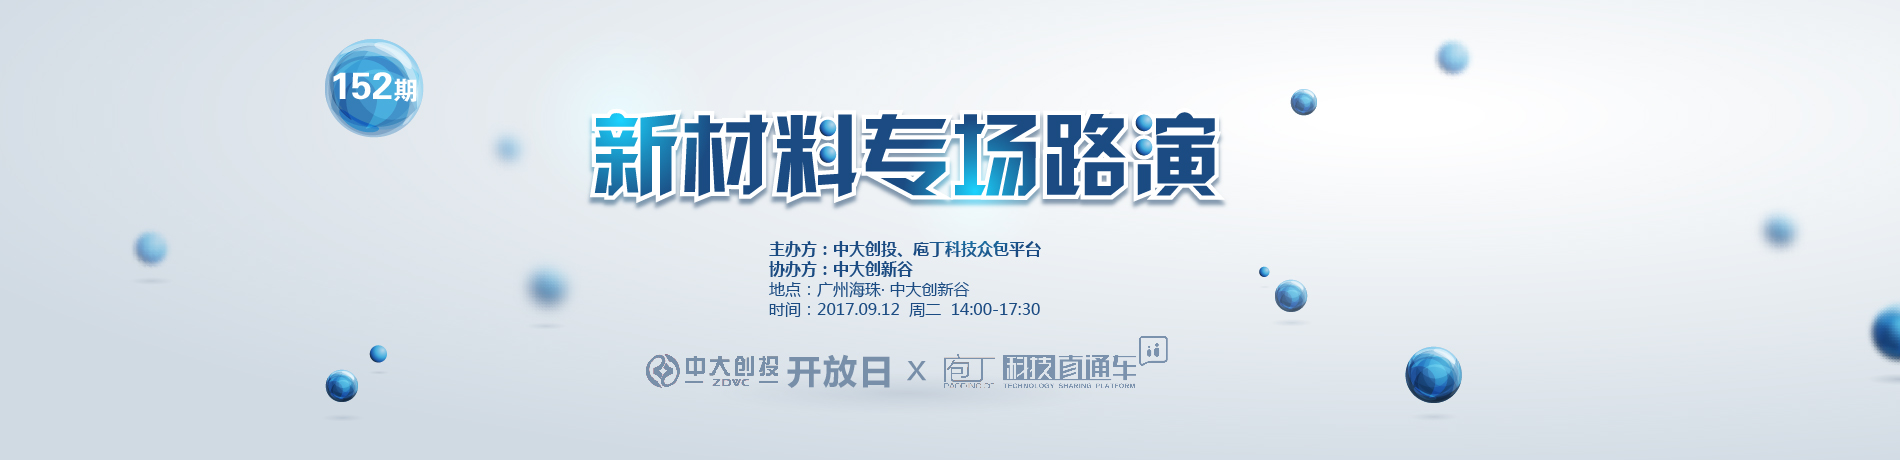 152期
新材料专场路演
主办方：中大创投、庖丁科技众包平台
协办方：中大创新谷
地点：广州海珠· 中大创新谷
时间：2017.09.12 周二 14:00-17:30
中大创投 ZDVC 开放日 X 庖丁 科技直通车
TECHNOLOGY SHARING PLATFORM